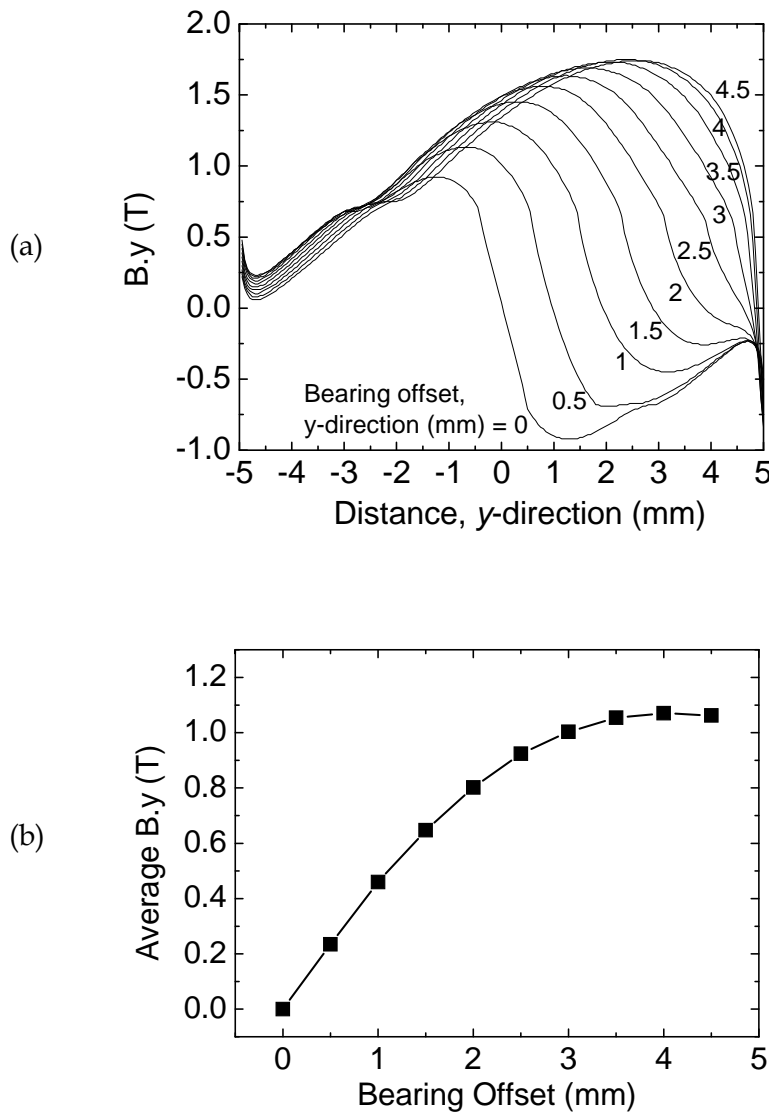 (a)
B.y (T)
2.0
1.5
1.0
0.5
0.0
-0.5
-1.0
4.5
4
3.5
3
2.5
2
1.5
1
0.5
Bearing offset,
y-direction (mm) = 0
-5 -4 -3 -2 -1 0 1 2 3 4 5
Distance, y-direction (mm)
(b)
Average B.y (T)
1.2
1.0
0.8
0.6
0.4
0.2
0.0
0 1 2 3 4 5
Bearing Offset (mm)